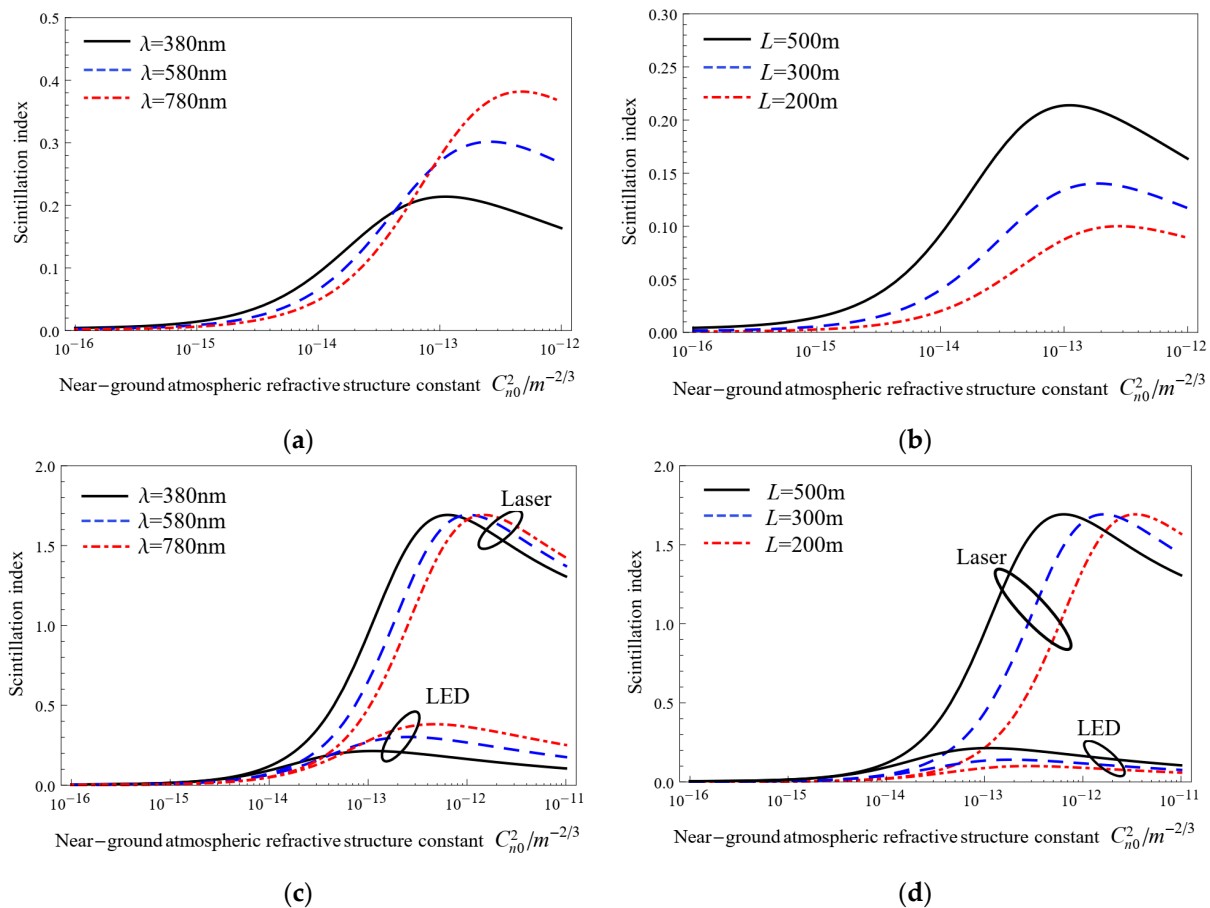 0.5
0.4
0.3
0.2
0.1
0.0
Scintillation index
λ=380nm
λ=580nm
λ=780nm
10−16
10−15
10−14
10−13
10−12
Near−ground atmospheric refractive structure constant C²n0/m−2/3
(a)
0.30
0.25
0.20
0.15
0.10
0.05
0.00
Scintillation index
L=500m
L=300m
L=200m
10−16
10−15
10−14
10−13
10−12
Near−ground atmospheric refractive structure constant C²n0/m−2/3
(b)
2.0
1.5
1.0
0.5
0.0
Scintillation index
λ=380nm
λ=580nm
λ=780nm
Laser
LED
10−16
10−15
10−14
10−13
10−12
10−11
Near−ground atmospheric refractive structure constant C²n0/m−2/3
(c)
2.0
1.5
1.0
0.5
0.0
Scintillation index
L=500m
L=300m
L=200m
Laser
LED
10−16
10−15
10−14
10−13
10−12
10−11
Near−ground atmospheric refractive structure constant C²n0/m−2/3
(d)